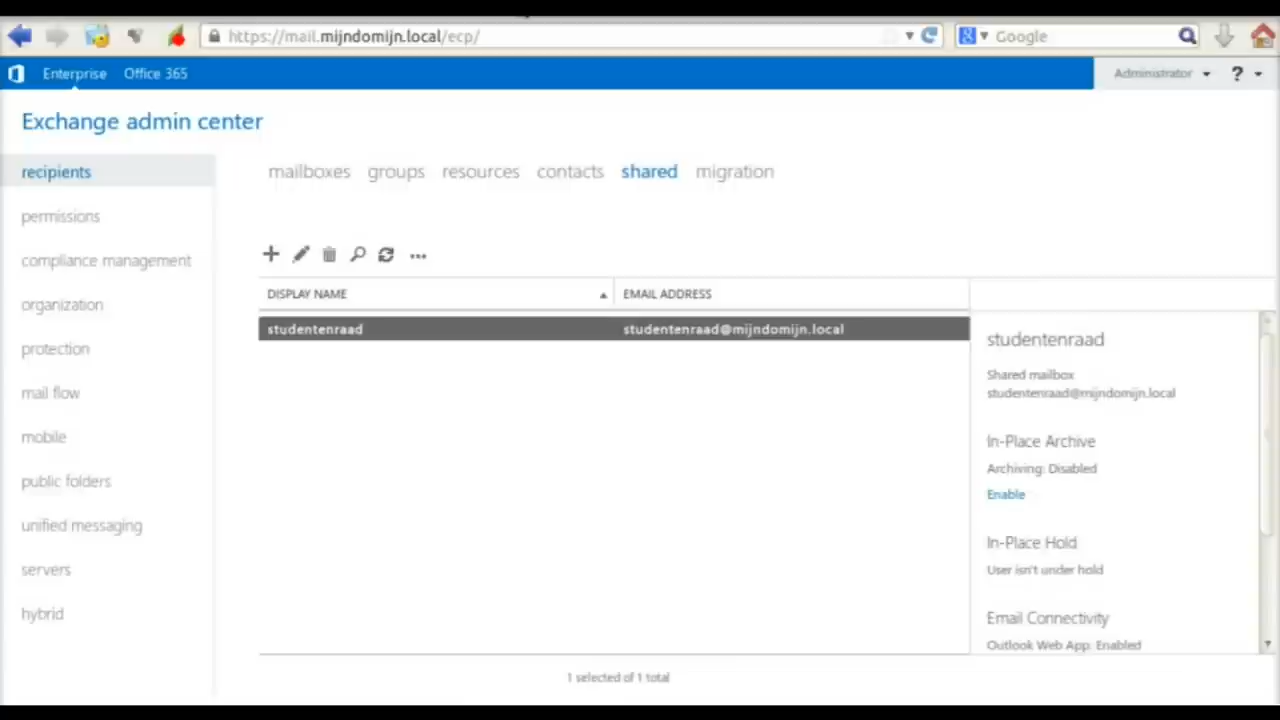 https://mail.mijndomijn.local/ecp/
Google
Enterprise Office 365
Administrator ?
Exchange admin center
recipients
permissions
compliance management
organization
protection
mail flow
mobile
public folders
unified messaging
servers
hybrid
mailboxes groups resources contacts shared migration
DISPLAY NAME EMAIL ADDRESS
studentenraad studentenraad@mijndomijn.local
1 selected of 1 total
studentenraad
Shared mailbox
studentenraad@mijndomijn.local
In-Place Archive
Archiving: Disabled
Enable
In-Place Hold
User isn't under hold
Email Connectivity
Outlook Web App: Enabled